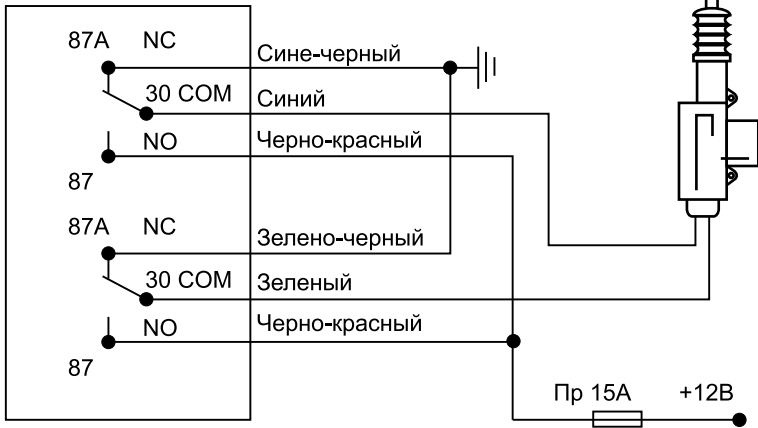 87A NC
Сине-черный
30 COM
Синий
NO
Черно-красный
87
87A NC
Зелено-черный
30 COM
Зеленый
NO
Черно-красный
87
Пр 15А
+12В